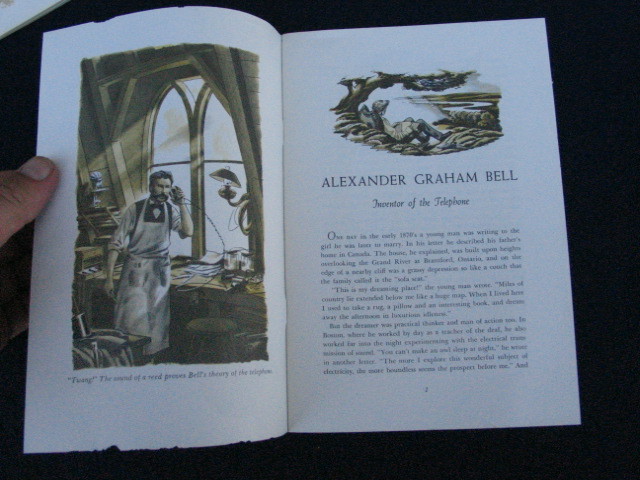 "Twang!" The sound of a reed proves Bell's theory of the telephone
ALEXANDER GRAHAM BELL
Inventor of the Telephone
One day in the early 1870's a young man was writing to the
girl he was later to marry. In his letter he described his father's
home in Canada. The house, he explained, was built upon heights
overlooking the Grand River at Brantford, Ontario, and on the
edge of a nearby cliff was a grassy depression so like a couch that
the family called it the "sofa seat."
"This is my dreaming place!" the young man wrote. "Miles of
country lie extended below me like a huge map. When I lived here
I used to take a rug, a pillow and an interesting book, and dream
away the afternoon in luxurious idleness."
But the dreamer was practical thinker and man of action too. In
Boston, where he worked by day as a teacher of the deaf, he also
worked far into the night experimenting with the electrical trans-
mission of sound. "You can't make an owl sleep at night," he wrote
in another letter. "The more I explore this wonderful subject of
electricity, the more boundless seems the prospect before me." And
2